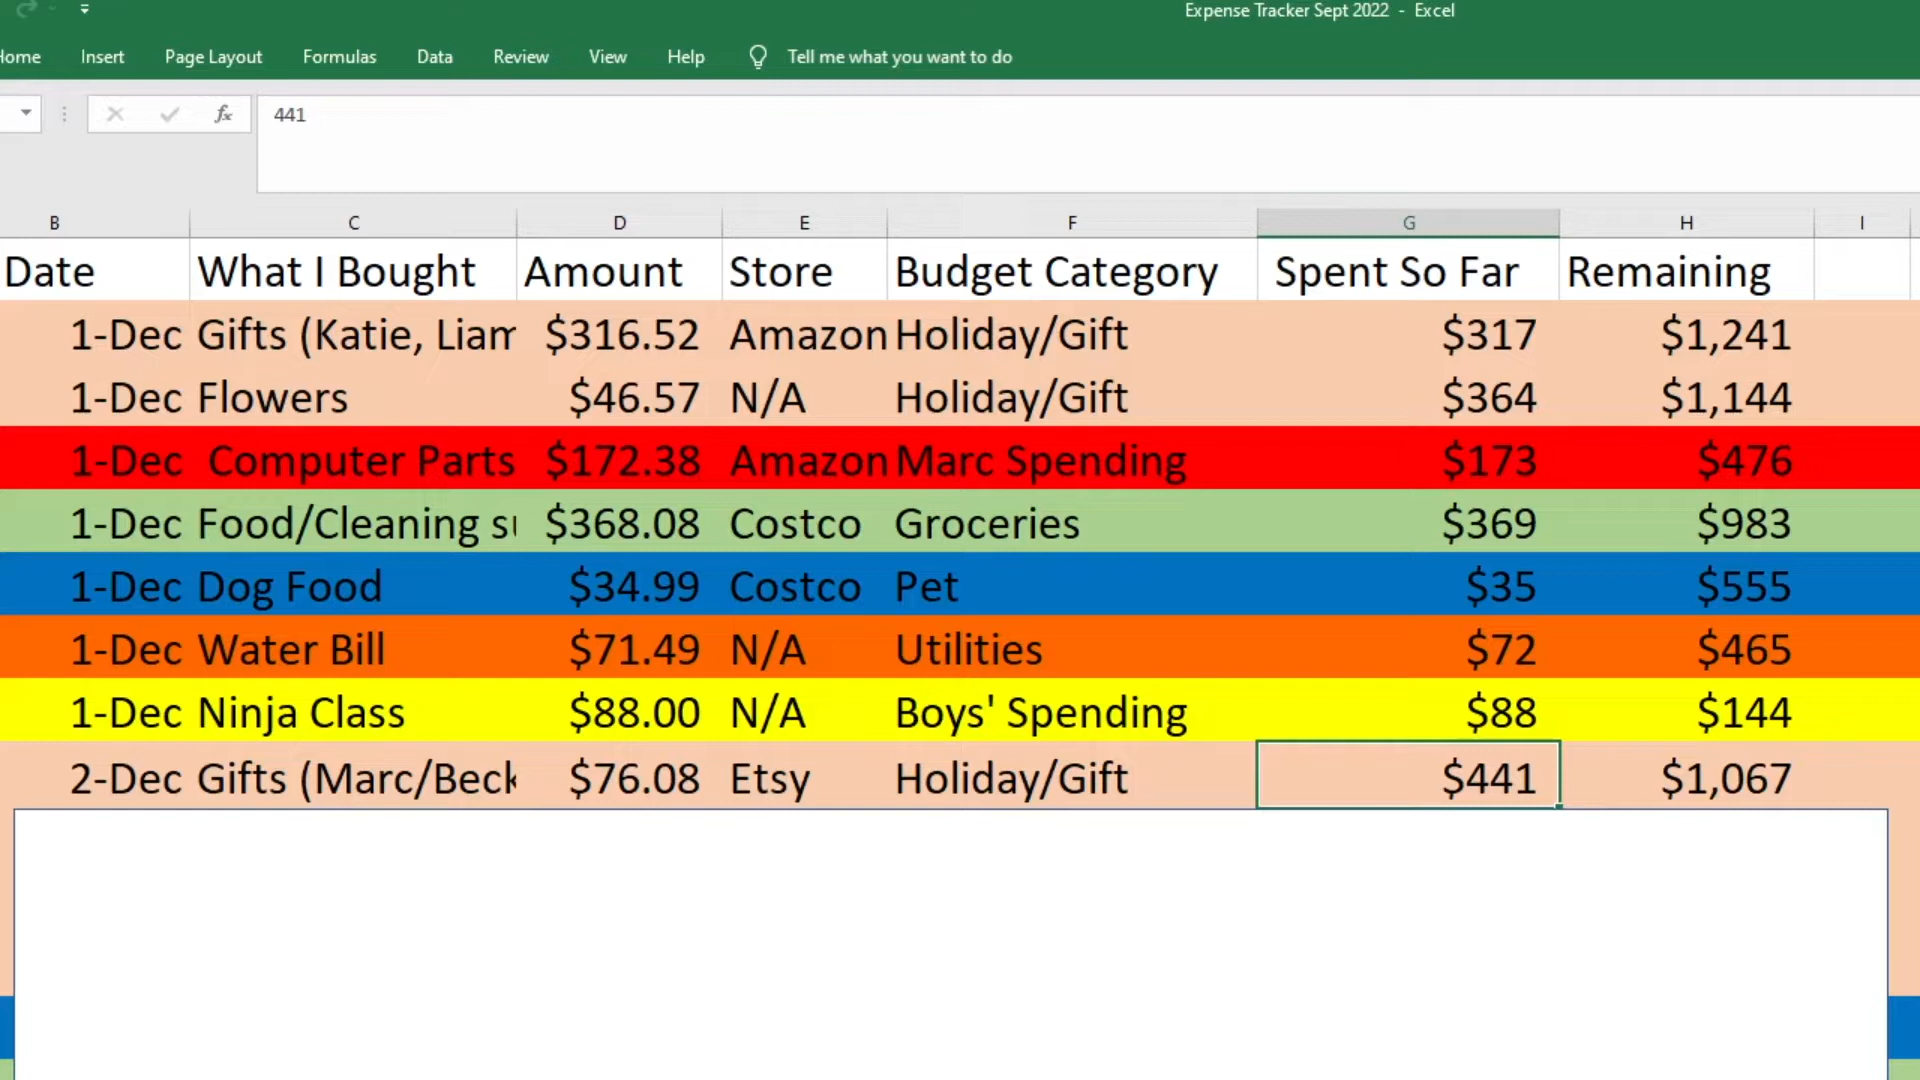 Expense Tracker Sept 2022 - Excel
Home Insert Page Layout Formulas Data Review View Help Tell me what you want to do
fx 441
B C D E F G H I
Date What I Bought Amount Store Budget Category Spent So Far Remaining
1-Dec Gifts (Katie, Liam $316.52 Amazon Holiday/Gift $317 $1,241
1-Dec Flowers $46.57 N/A Holiday/Gift $364 $1,144
1-Dec Computer Parts $172.38 Amazon Marc Spending $173 $476
1-Dec Food/Cleaning su $368.08 Costco Groceries $369 $983
1-Dec Dog Food $34.99 Costco Pet $35 $555
1-Dec Water Bill $71.49 N/A Utilities $72 $465
1-Dec Ninja Class $88.00 N/A Boys' Spending $88 $144
2-Dec Gifts (Marc/Beck $76.08 Etsy Holiday/Gift $441 $1,067